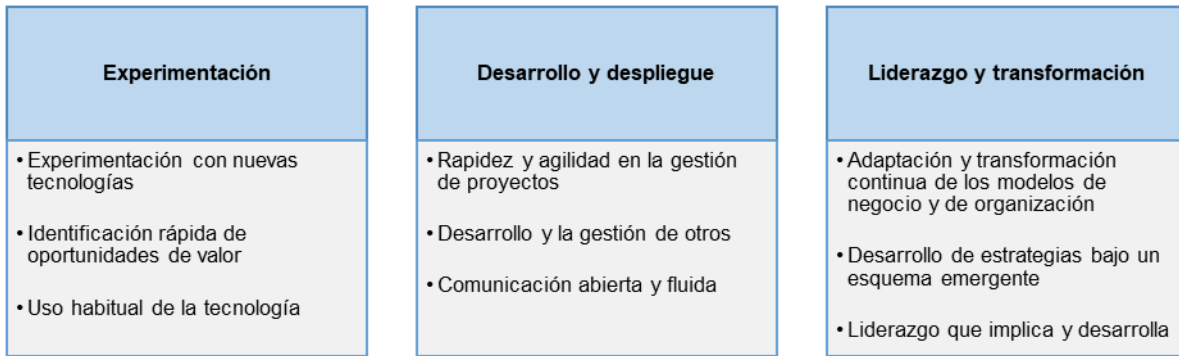 Experimentación
• Experimentación con nuevas
tecnologías
• Identificación rápida de
oportunidades de valor
• Uso habitual de la tecnología
Desarrollo y despliegue
• Rapidez y agilidad en la gestión
de proyectos
• Desarrollo y la gestión de otros
• Comunicación abierta y fluida
Liderazgo y transformación
• Adaptación y transformación
continua de los modelos de
negocio y de organización
• Desarrollo de estrategias bajo un
esquema emergente
• Liderazgo que implica y desarrolla